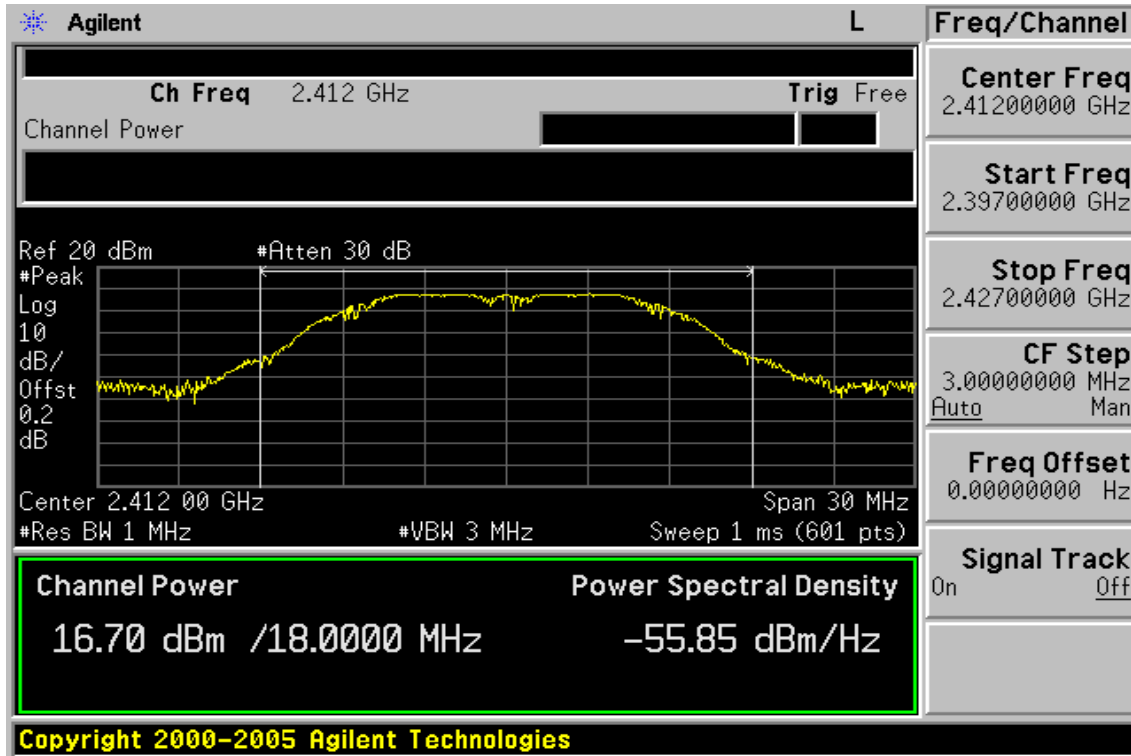 Agilent L
Ch Freq 2.412 GHz Trig Free
Channel Power
Ref 20 dBm #Atten 30 dB
#Peak
Log
10
dB/
Offst
0.2
dB
Center 2.412 00 GHz Span 30 MHz
#Res BW 1 MHz #VBW 3 MHz Sweep 1 ms (601 pts)
Channel Power Power Spectral Density
16.70 dBm /18.0000 MHz -55.85 dBm/Hz
Copyright 2000-2005 Agilent Technologies
Freq/Channel
Center Freq
2.41200000 GHz
Start Freq
2.39700000 GHz
Stop Freq
2.42700000 GHz
CF Step
3.00000000 MHz
Auto Man
Freq Offset
0.00000000 Hz
Signal Track
On Off